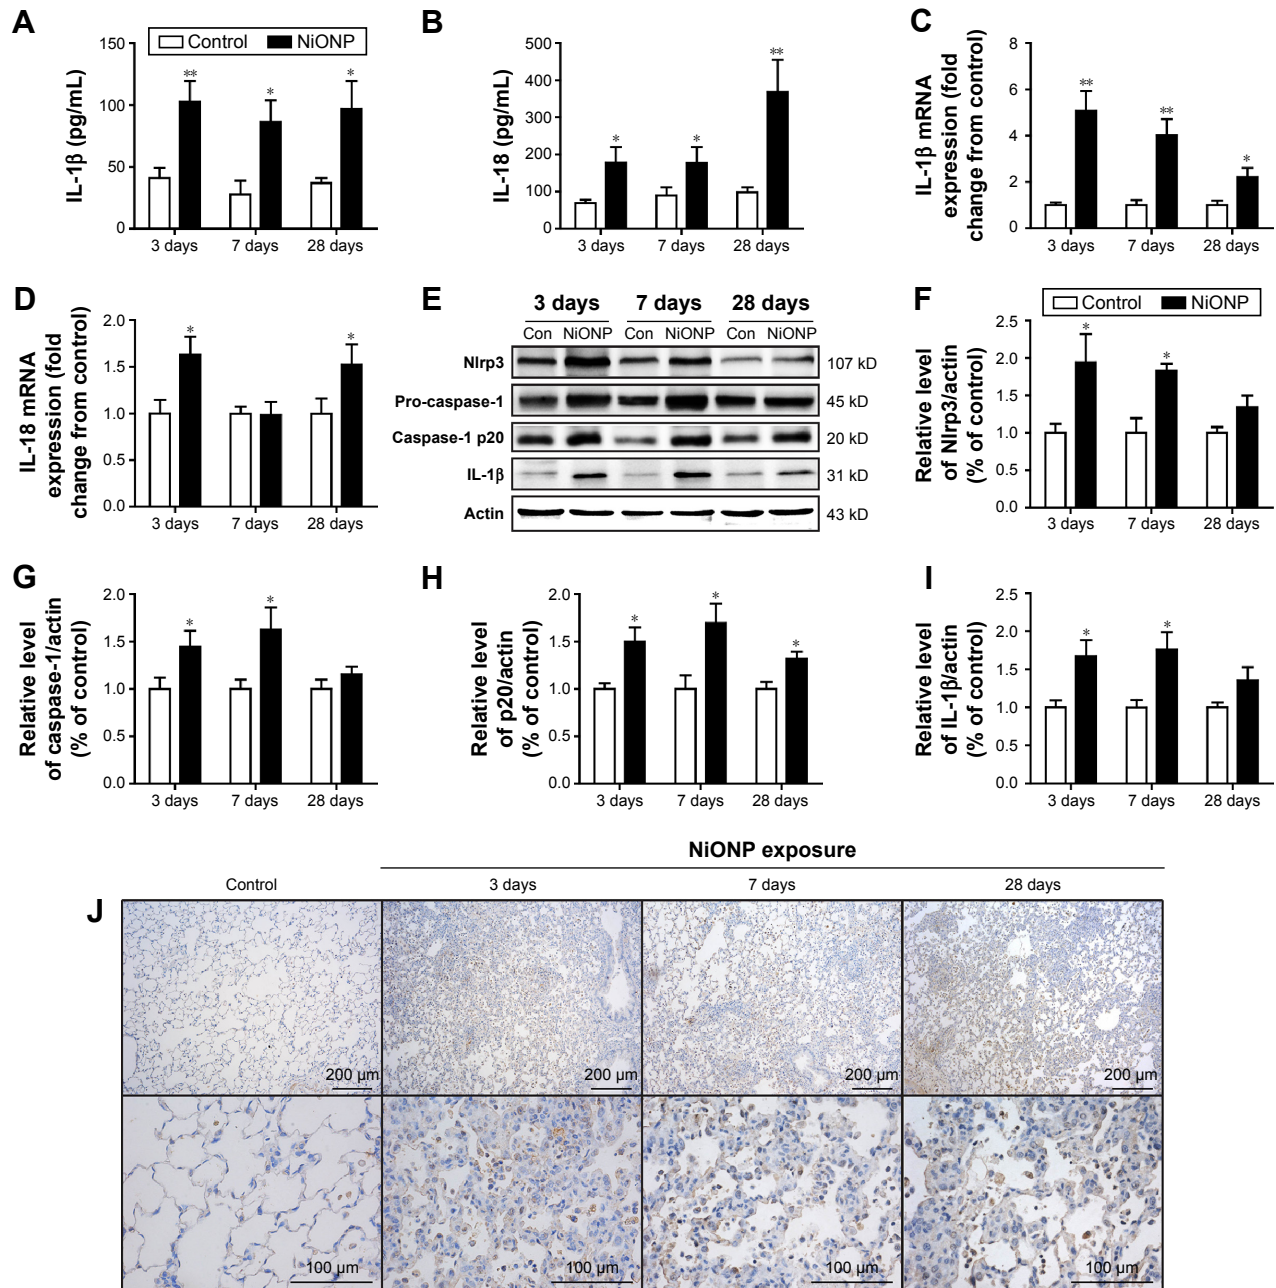 A
Control NiONP
IL-1β (pg/mL)
150
100
50
0
** * *
3 days 7 days 28 days
B
IL-18 (pg/mL)
500
400
300
200
100
0
* * **
3 days 7 days 28 days
C
IL-1β mRNA
expression (fold
change from control)
8
6
4
2
0
** ** *
3 days 7 days 28 days
D
IL-18 mRNA
expression (fold
change from control)
2.0
1.5
1.0
0.5
0.0
* *
3 days 7 days 28 days
E
3 days 7 days 28 days
Con NiONP Con NiONP Con NiONP
Nlrp3 107 kD
Pro-caspase-1 45 kD
Caspase-1 p20 20 kD
IL-1β 31 kD
Actin 43 kD
F
Control NiONP
Relative level
of Nlrp3/actin
(% of control)
2.5
2.0
1.5
1.0
0.5
0.0
* *
3 days 7 days 28 days
G
Relative level
of caspase-1/actin
(% of control)
2.0
1.5
1.0
0.5
0.0
* *
3 days 7 days 28 days
H
Relative level
of p20/actin
(% of control)
2.0
1.5
1.0
0.5
0.0
* * *
3 days 7 days 28 days
I
Relative level
of IL-1β/actin
(% of control)
2.5
2.0
1.5
1.0
0.5
0.0
* *
3 days 7 days 28 days
NiONP exposure
Control 3 days 7 days 28 days
J
200 µm 200 µm 200 µm 200 µm
100 µm 100 µm 100 µm 100 µm